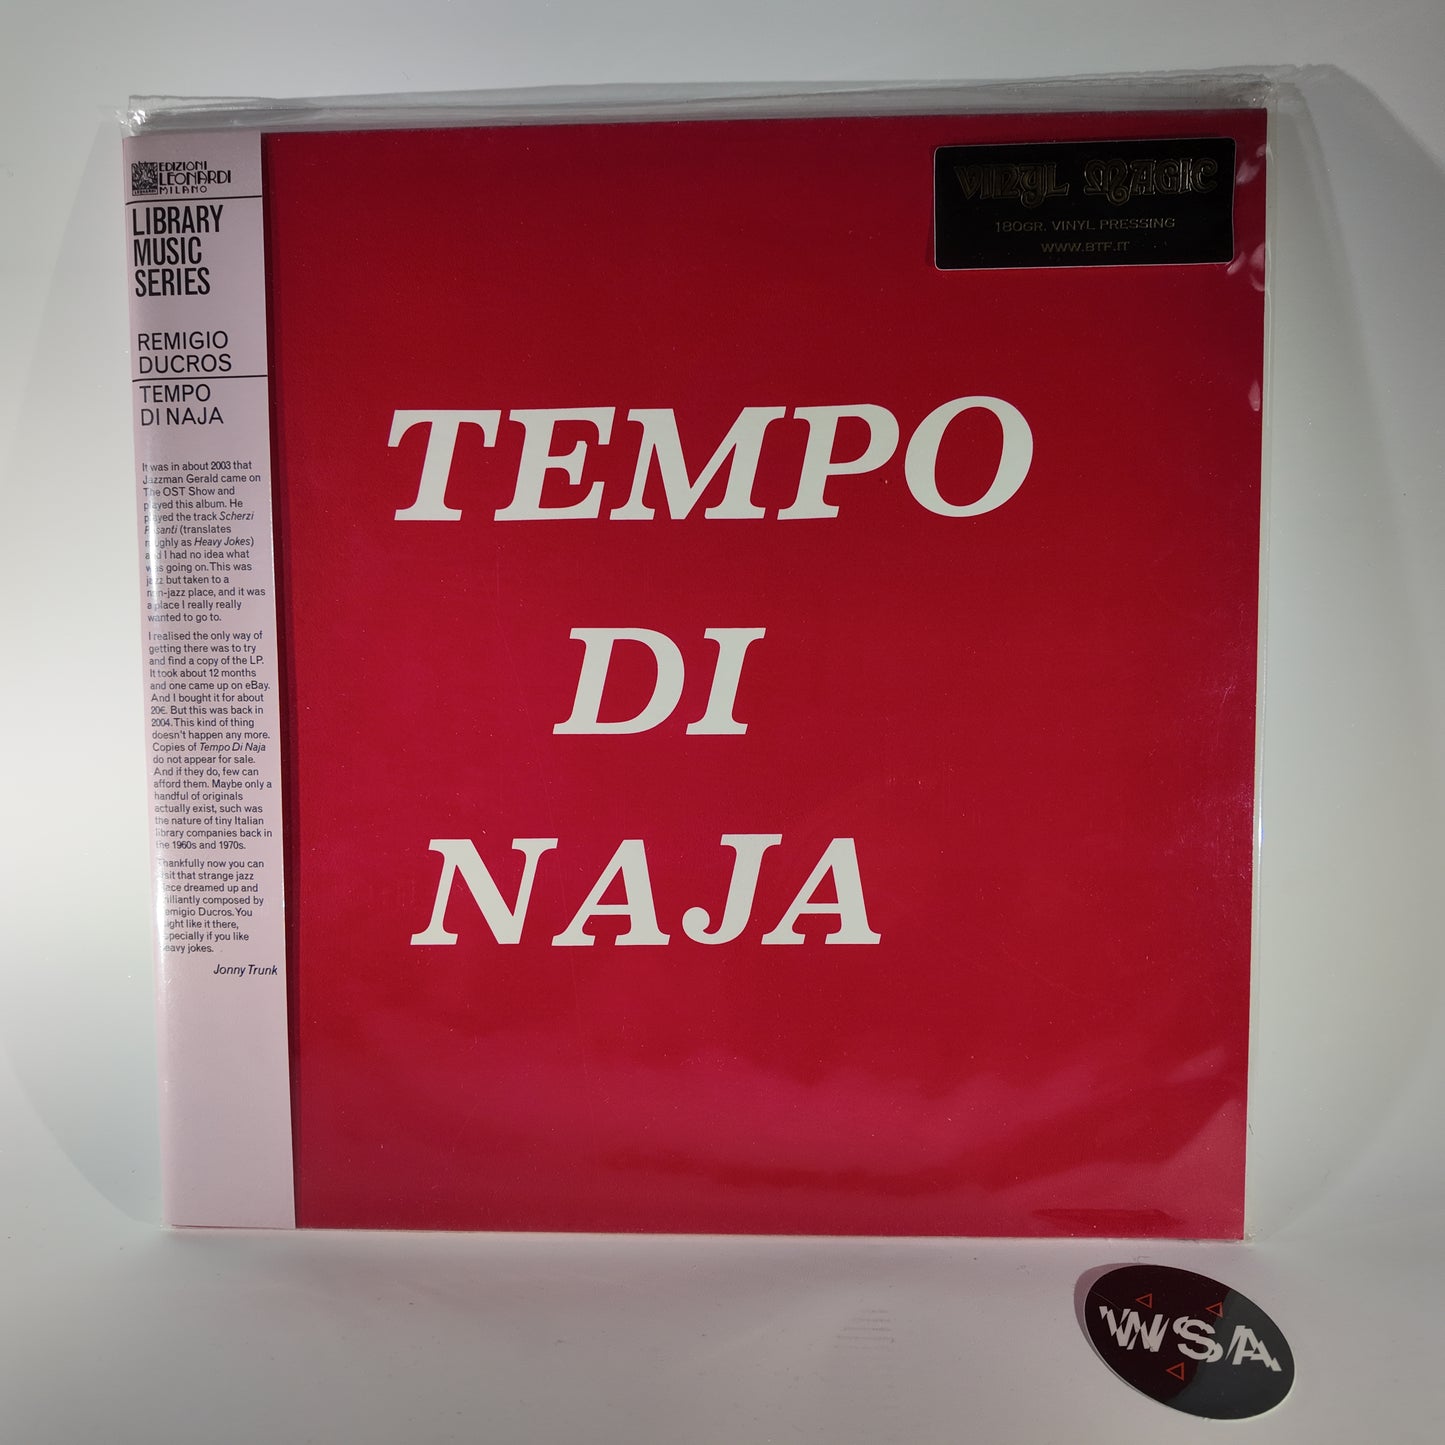 EDIZIONI
LEONARDI
MILANO
LIBRARY
MUSIC
SERIES
REMIGIO
DUCROS
TEMPO
DI NAJA
It was in about 2003 that
Jazzman Gerald came on
The OST Show and
played this album. He
played the track Scherzi
Pesanti (translates
roughly as Heavy Jokes)
and I had no idea what
was going on. This was
jazz but taken to a
non-jazz place, and it was
a place I really really
wanted to go to.
I realised the only way of
getting there was to try
and find a copy of the LP.
It took about 12 months
and one came up on eBay.
And I bought it for about
20€. But this was back in
2004. This kind of thing
doesn't happen any more.
Copies of Tempo Di Naja
do not appear for sale.
And if they do, few can
afford them. Maybe only a
handful of originals
actually exist, such was
the nature of tiny Italian
library companies back in
the 1960s and 1970s.
Thankfully now you can
visit that strange jazz
place dreamed up and
brilliantly composed by
Remigio Ducros. You
might like it there,
especially if you like
heavy jokes.
Jonny Trunk
VINYL MAGIC
180GR. VINYL PRESSING
WWW.BTF.IT
TEMPO
DI
NAJA
WSA